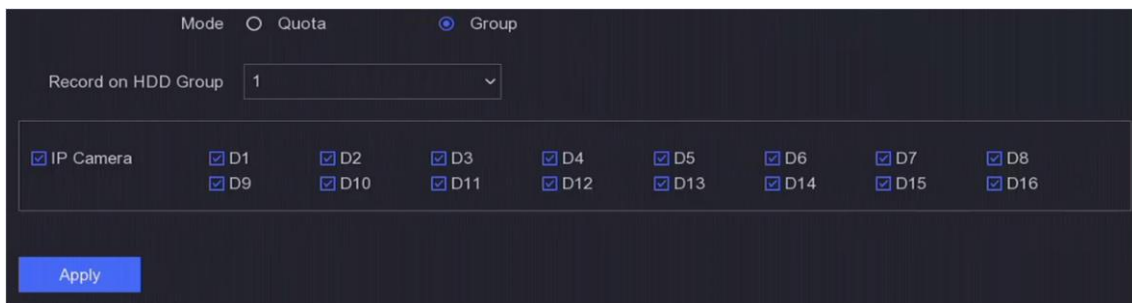 Mode Quota Group
Record on HDD Group 1
IP Camera D1 D2 D3 D4 D5 D6 D7 D8
D9 D10 D11 D12 D13 D14 D15 D16
Apply